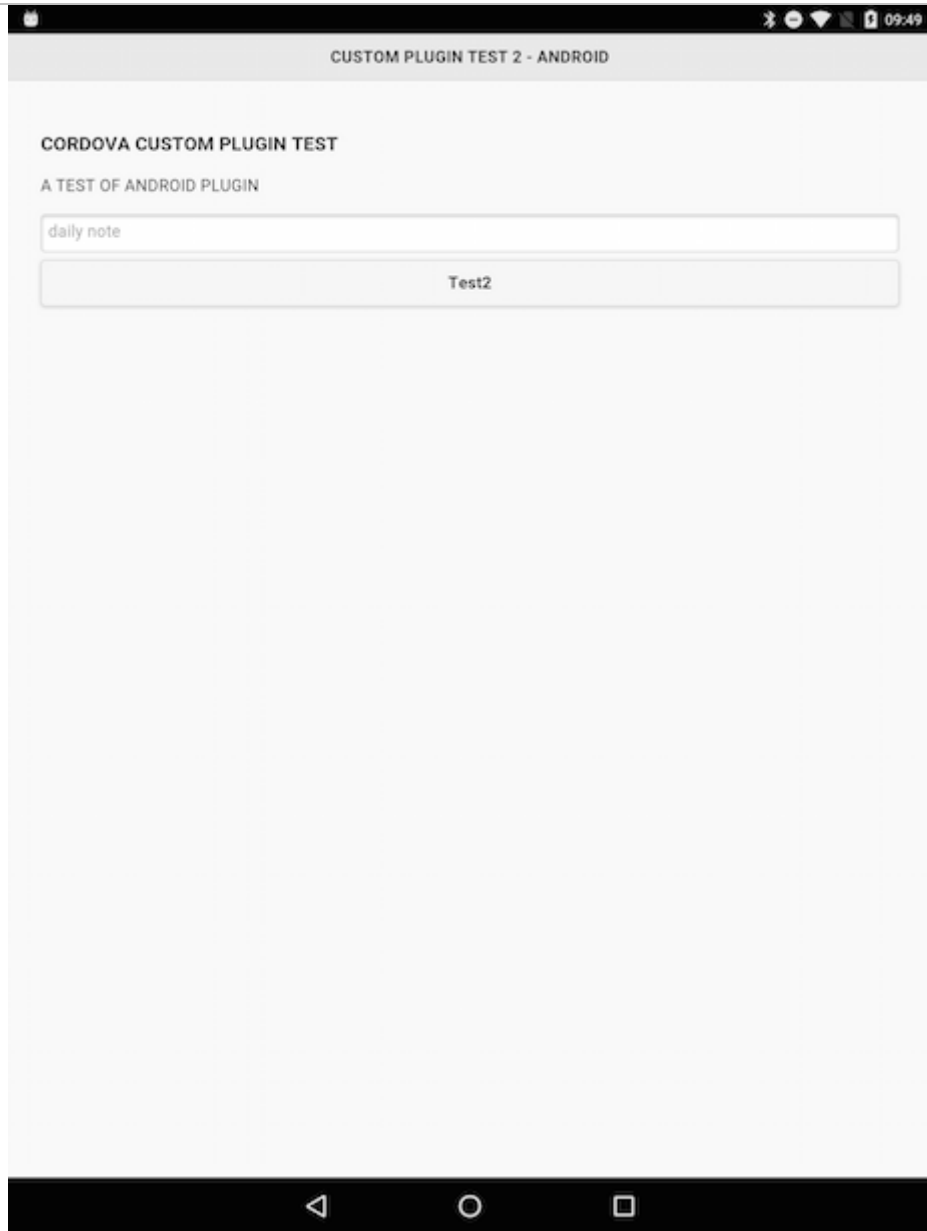 09:49
CUSTOM PLUGIN TEST 2 - ANDROID
CORDOVA CUSTOM PLUGIN TEST
A TEST OF ANDROID PLUGIN
daily note
Test2